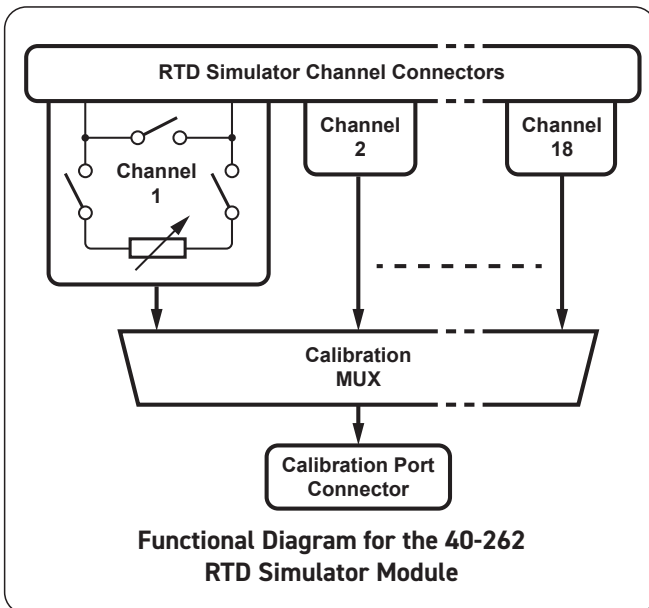 RTD Simulator Channel Connectors
Channel
1
Channel
2
Channel
18
Calibration
MUX
Calibration Port
Connector
Functional Diagram for the 40-262
RTD Simulator Module